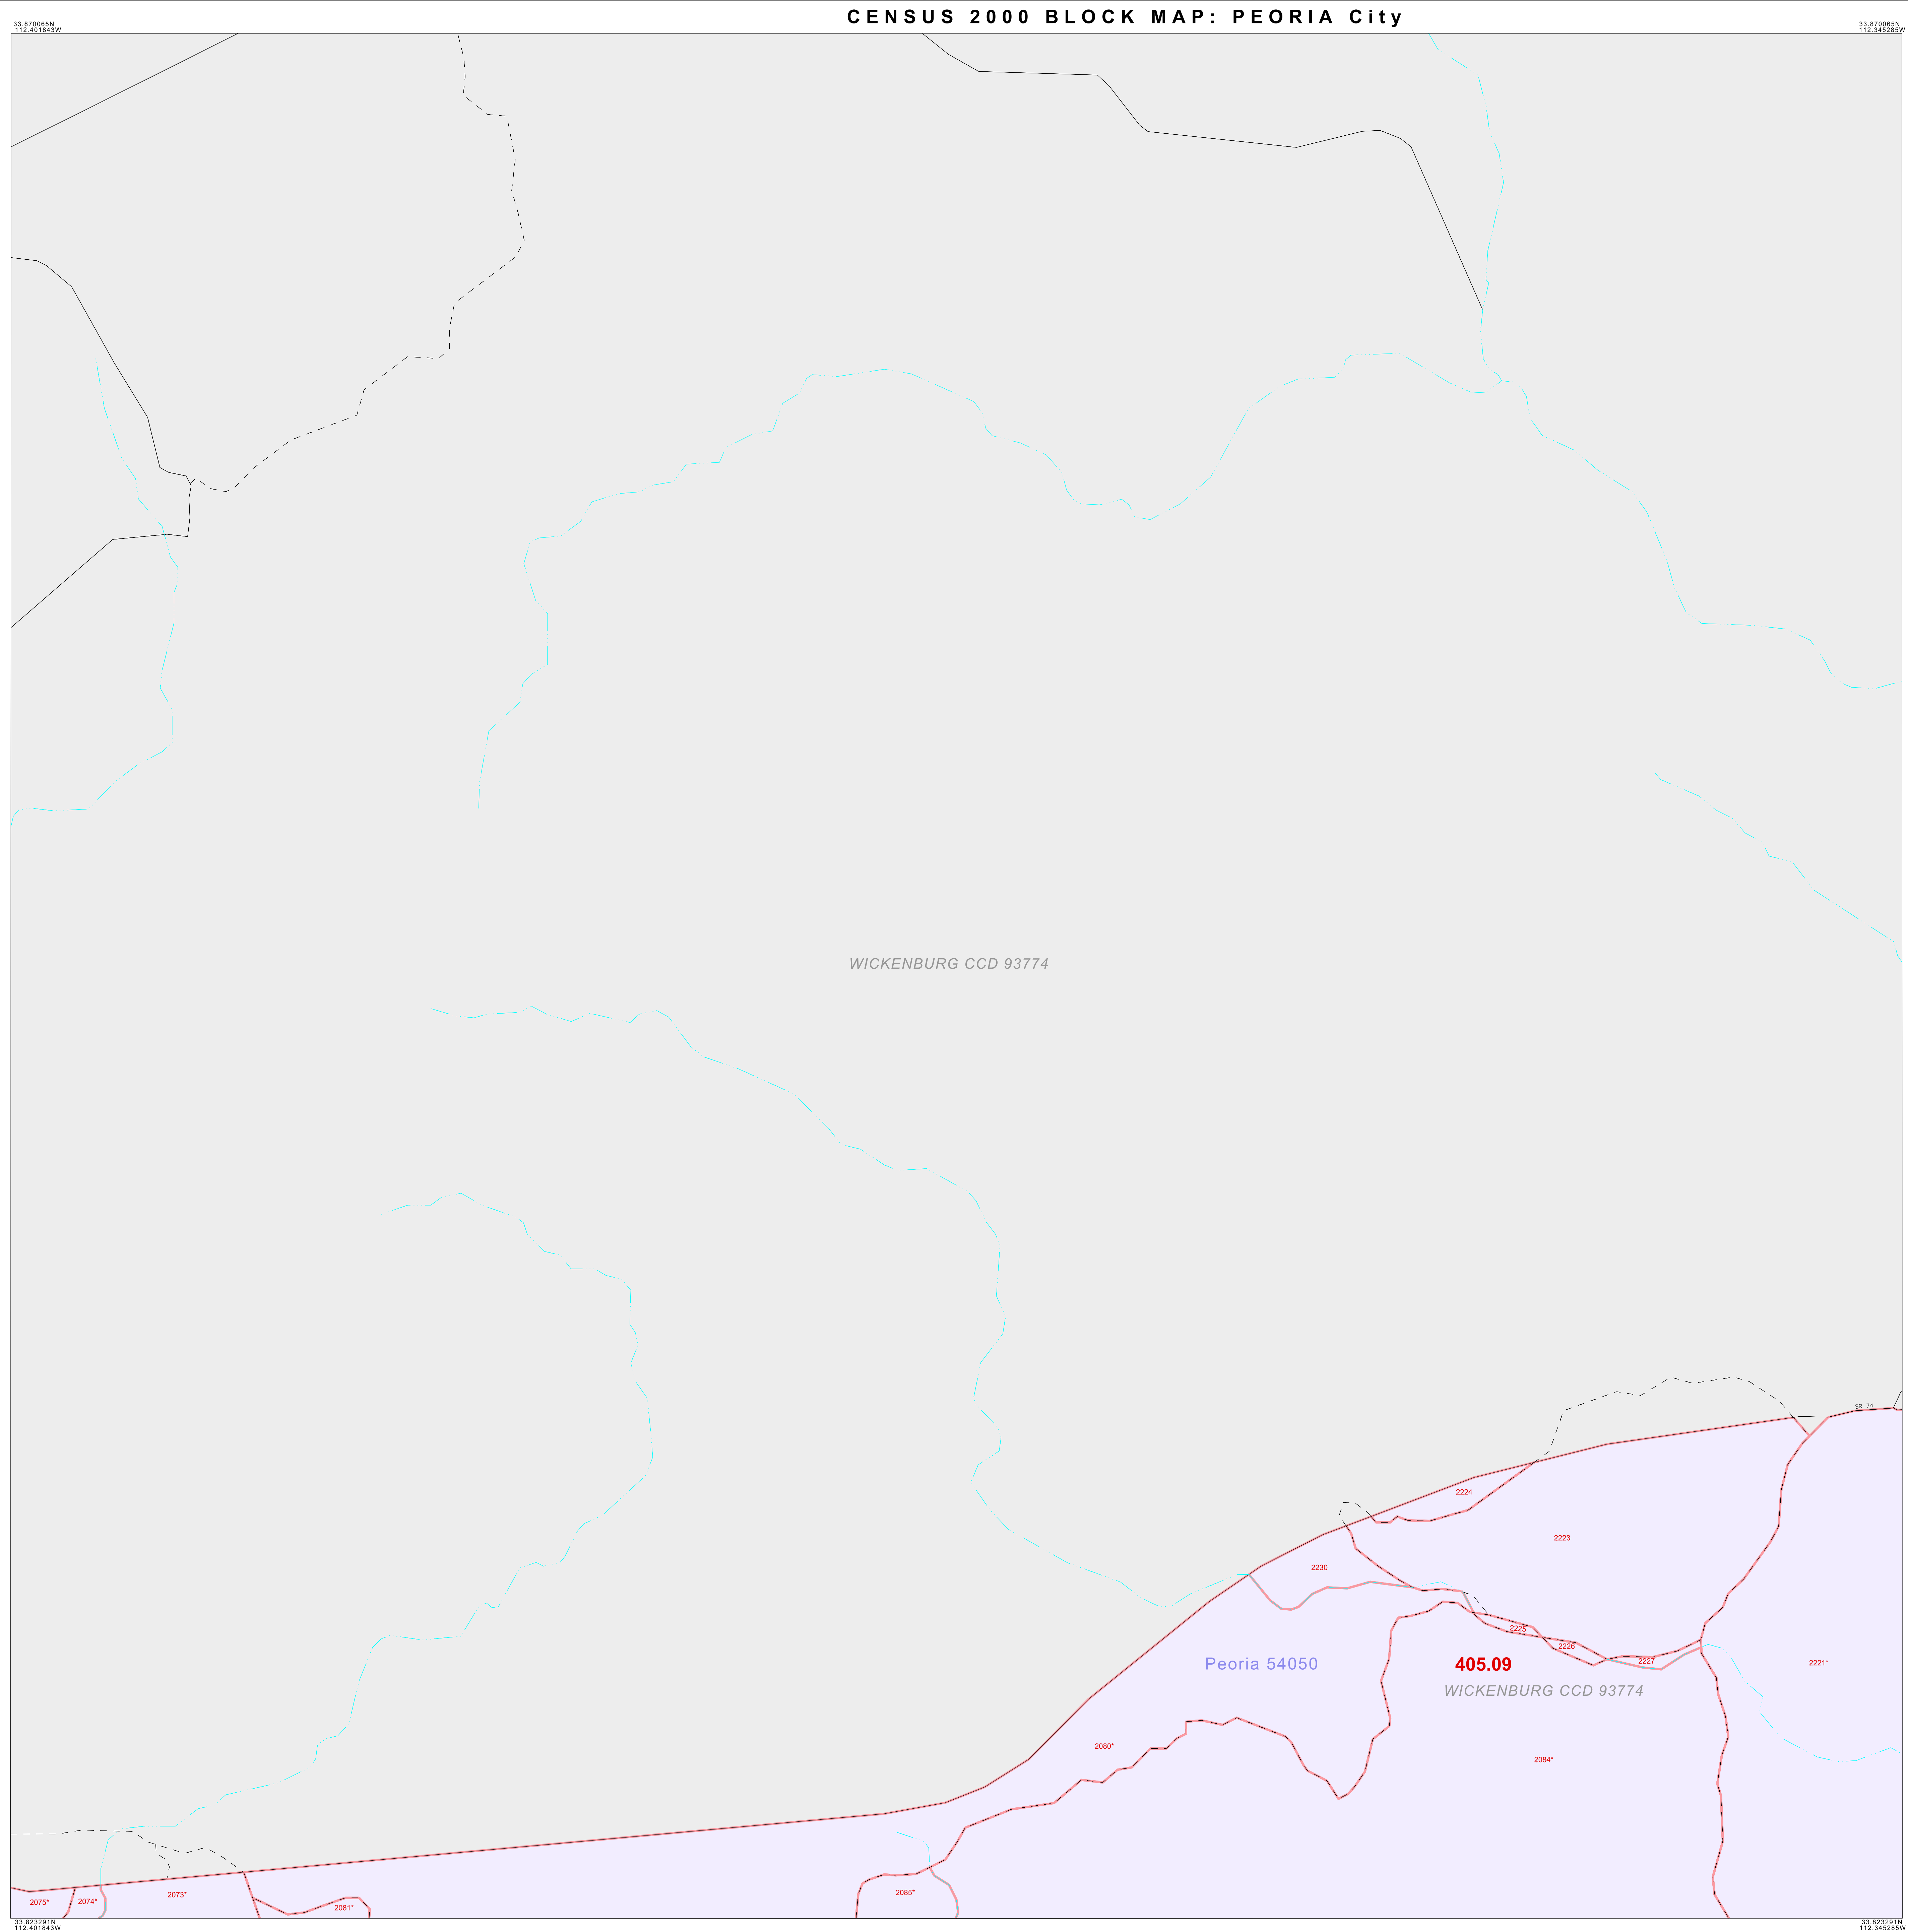 CENSUS 2000 BLOCK MAP: PEORIA City
33.870065N
112.401843W
33.870065N
112.345285W
WICKENBURG CCD 93774
SR 74
2224
2223
2230
2225
2226
2227
Peoria 54050
405.09
2221*
WICKENBURG CCD 93774
2080*
2084*
2075*
2074*
2073*
2081*
2085*
33.823291N
112.401843W
33.823291N
112.345285W